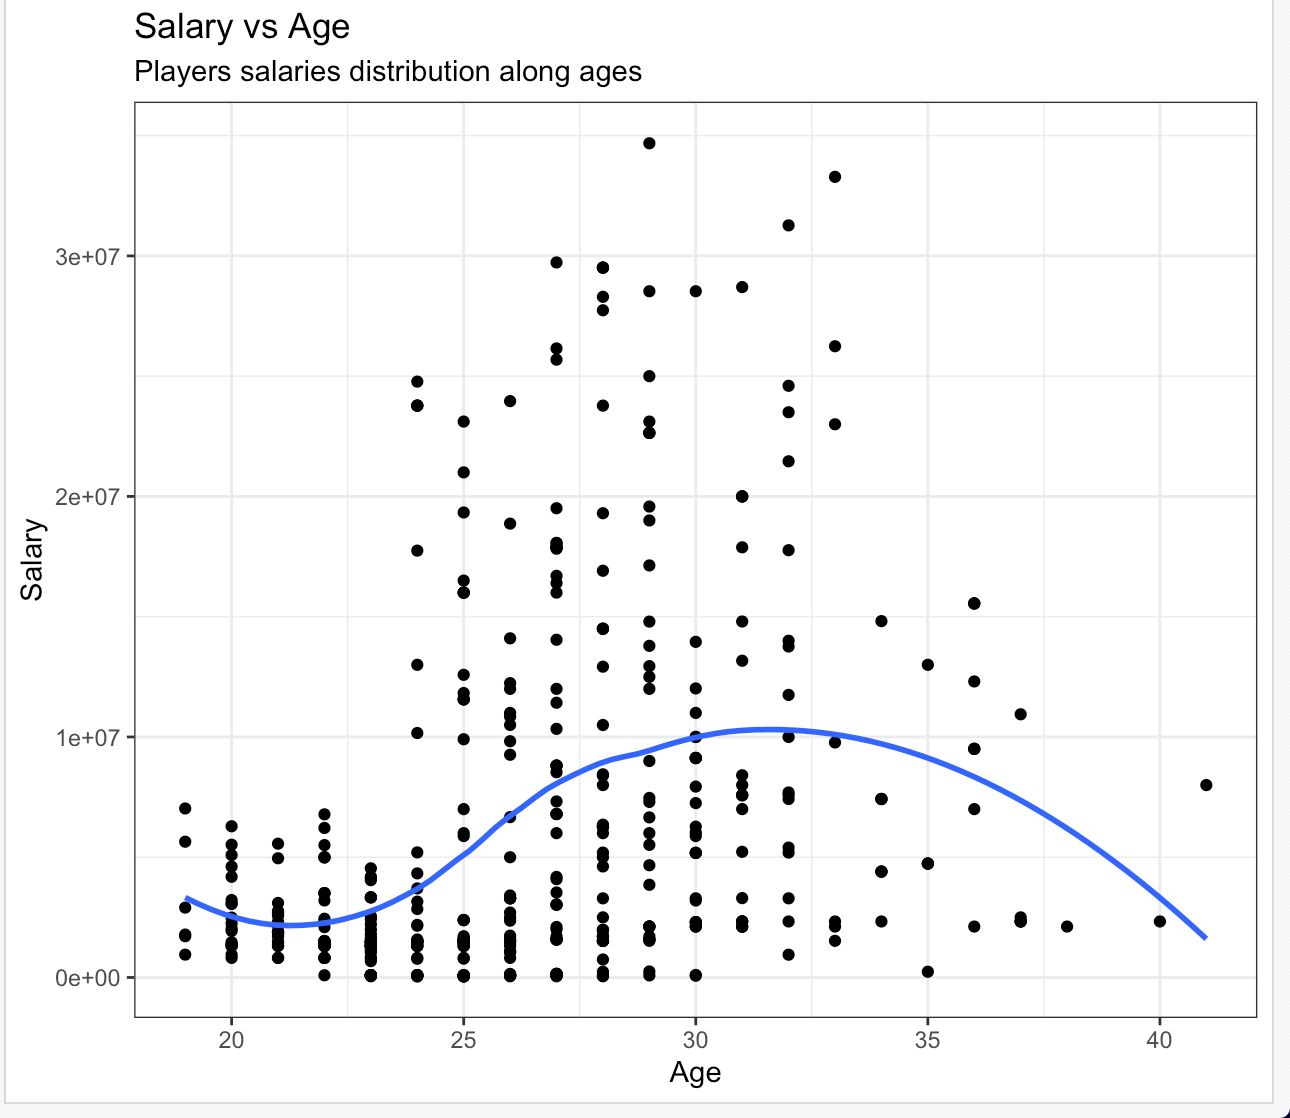 Salary vs Age
Players salaries distribution along ages
3e+07
2e+07
1e+07
0e+00
Salary
20 25 30 35 40
Age